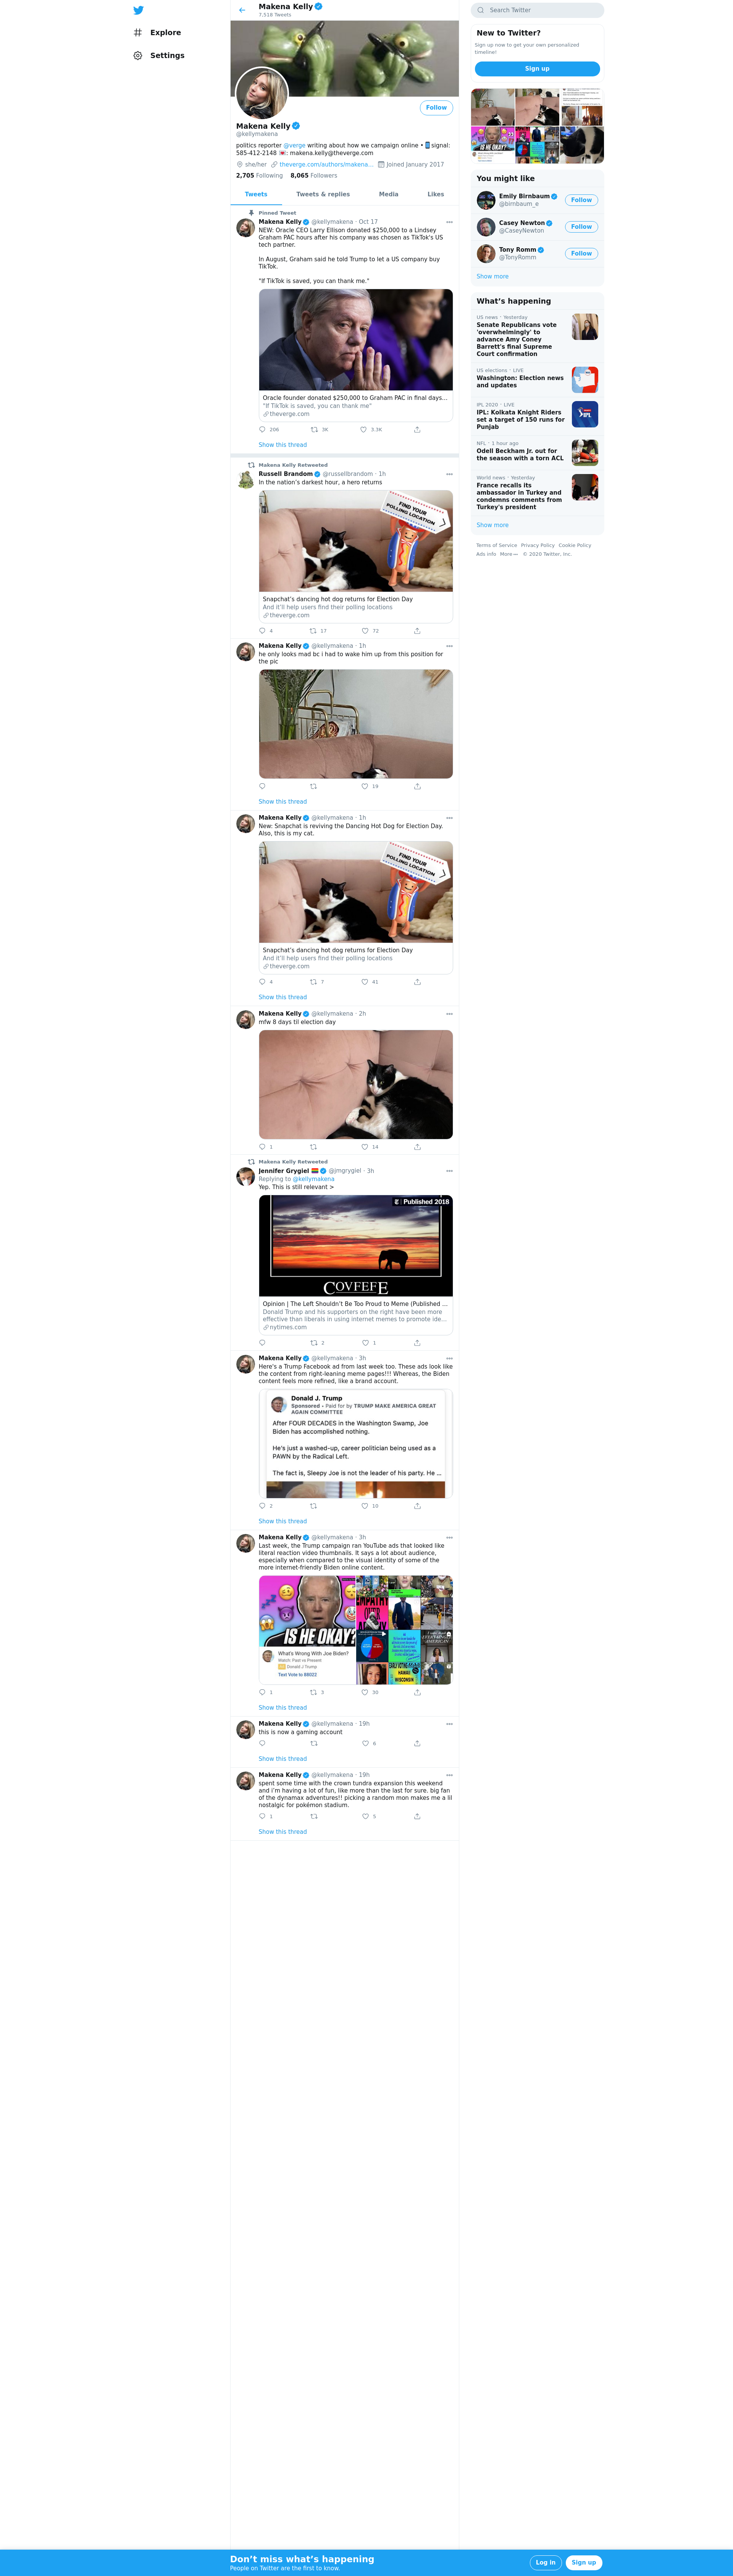 Explore
Settings
Makena Kelly
7,518 Tweets
Follow
Makena Kelly
@kellymakena
politics reporter @verge writing about how we campaign online • signal:
585-412-2148 : makena.kelly@theverge.com
she/her theverge.com/authors/makena... Joined January 2017
2,705 Following 8,065 Followers
Tweets Tweets & replies Media Likes
Pinned Tweet
Makena Kelly @kellymakena · Oct 17
NEW: Oracle CEO Larry Ellison donated $250,000 to a Lindsey
Graham PAC hours after his company was chosen as TikTok's US
tech partner.
In August, Graham said he told Trump to let a US company buy
TikTok.
"If TikTok is saved, you can thank me."
Oracle founder donated $250,000 to Graham PAC in final days...
"If TikTok is saved, you can thank me"
theverge.com
206 3K 3.3K
Show this thread
Makena Kelly Retweeted
Russell Brandom @russellbrandom · 1h
In the nation's darkest hour, a hero returns
FIND YOUR
POLLING LOCATION
Snapchat's dancing hot dog returns for Election Day
And it'll help users find their polling locations
theverge.com
4 17 72
Makena Kelly @kellymakena · 1h
he only looks mad bc i had to wake him up from this position for
the pic
19
Show this thread
Makena Kelly @kellymakena · 1h
New: Snapchat is reviving the Dancing Hot Dog for Election Day.
Also, this is my cat.
FIND YOUR
POLLING LOCATION
Snapchat's dancing hot dog returns for Election Day
And it'll help users find their polling locations
theverge.com
4 7 41
Show this thread
Makena Kelly @kellymakena · 2h
mfw 8 days til election day
1 14
Makena Kelly Retweeted
Jennifer Grygiel @jmgrygiel · 3h
Replying to @kellymakena
Yep. This is still relevant >
Published 2018
COVFEFE
Opinion | The Left Shouldn't Be Too Proud to Meme (Published ...
Donald Trump and his supporters on the right have been more
effective than liberals in using internet memes to promote ide...
nytimes.com
2 1
Makena Kelly @kellymakena · 3h
Here's a Trump Facebook ad from last week too. These ads look like
the content from right-leaning meme pages!!! Whereas, the Biden
content feels more refined, like a brand account.
Donald J. Trump
Sponsored • Paid for by TRUMP MAKE AMERICA GREAT
AGAIN COMMITTEE
After FOUR DECADES in the Washington Swamp, Joe
Biden has accomplished nothing.
He's just a washed-up, career politician being used as a
PAWN by the Radical Left.
The fact is, Sleepy Joe is not the leader of his party. He ...
2 10
Show this thread
Makena Kelly @kellymakena · 3h
Last week, the Trump campaign ran YouTube ads that looked like
literal reaction video thumbnails. It says a lot about audience,
especially when compared to the visual identity of some of the
more internet-friendly Biden online content.
IS HE OKAY?
What's Wrong With Joe Biden?
Watch: Past vs Present
Ad Donald J Trump
Text Vote to 88022
EMPATHY
EARLY VOTING
HAWAII
WISCONSIN
1 3 30
Show this thread
Makena Kelly @kellymakena · 19h
this is now a gaming account
6
Show this thread
Makena Kelly @kellymakena · 19h
spent some time with the crown tundra expansion this weekend
and i'm having a lot of fun, like more than the last for sure. big fan
of the dynamax adventures!! picking a random mon makes me a lil
nostalgic for pokémon stadium.
1 5
Show this thread
Search Twitter
New to Twitter?
Sign up now to get your own personalized
timeline!
Sign up
IS HE OKAY?
You might like
Emily Birnbaum
@birnbaum_e
Follow
Casey Newton
@CaseyNewton
Follow
Tony Romm
@TonyRomm
Follow
Show more
What's happening
US news · Yesterday
Senate Republicans vote
'overwhelmingly' to
advance Amy Coney
Barrett's final Supreme
Court confirmation
US elections · LIVE
Washington: Election news
and updates
IPL 2020 · LIVE
IPL: Kolkata Knight Riders
set a target of 150 runs for
Punjab
IPL
NFL · 1 hour ago
Odell Beckham Jr. out for
the season with a torn ACL
World news · Yesterday
France recalls its
ambassador in Turkey and
condemns comments from
Turkey's president
Show more
Terms of Service Privacy Policy Cookie Policy
Ads info More © 2020 Twitter, Inc.
Don't miss what's happening
People on Twitter are the first to know.
Log in Sign up